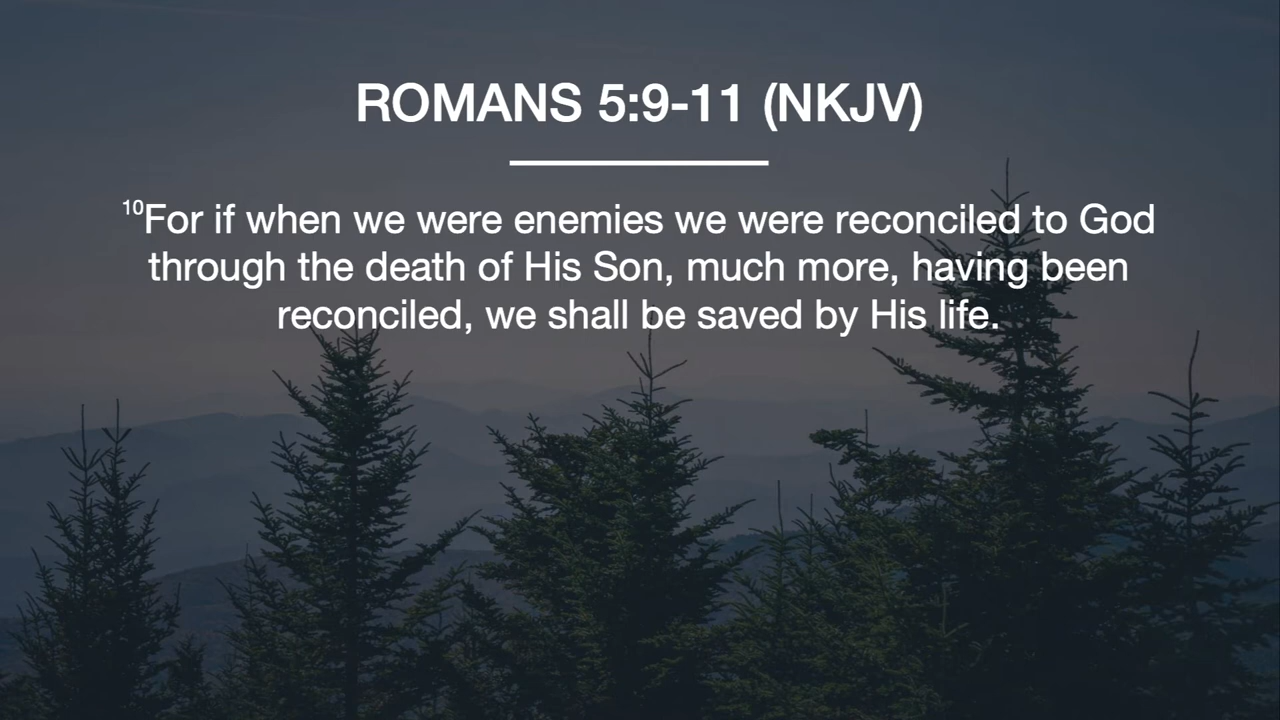 ROMANS 5:9-11 (NKJV)
¹⁰For if when we were enemies we were reconciled to God
through the death of His Son, much more, having been
reconciled, we shall be saved by His life.